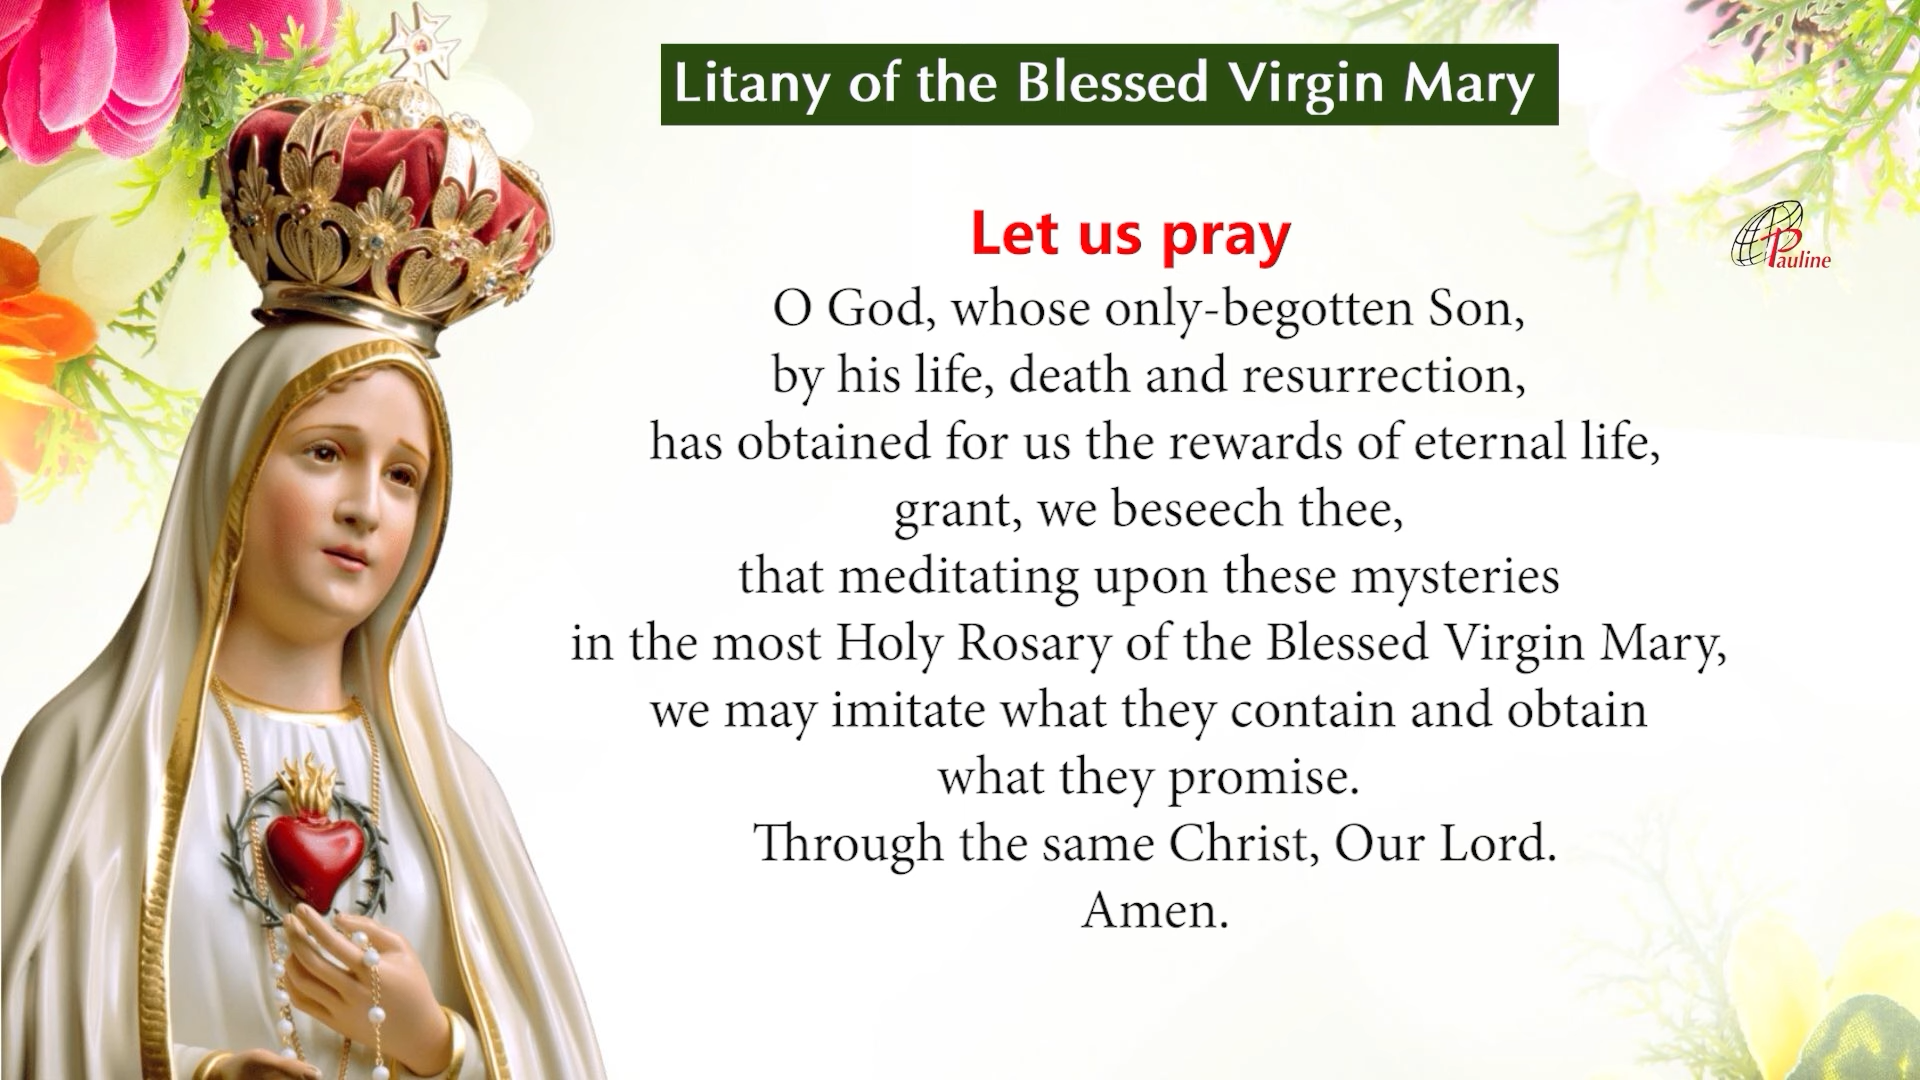 Litany of the Blessed Virgin Mary
Let us pray
Pauline
O God, whose only-begotten Son,
by his life, death and resurrection,
has obtained for us the rewards of eternal life,
grant, we beseech thee,
that meditating upon these mysteries
in the most Holy Rosary of the Blessed Virgin Mary,
we may imitate what they contain and obtain
what they promise.
Through the same Christ, Our Lord.
Amen.